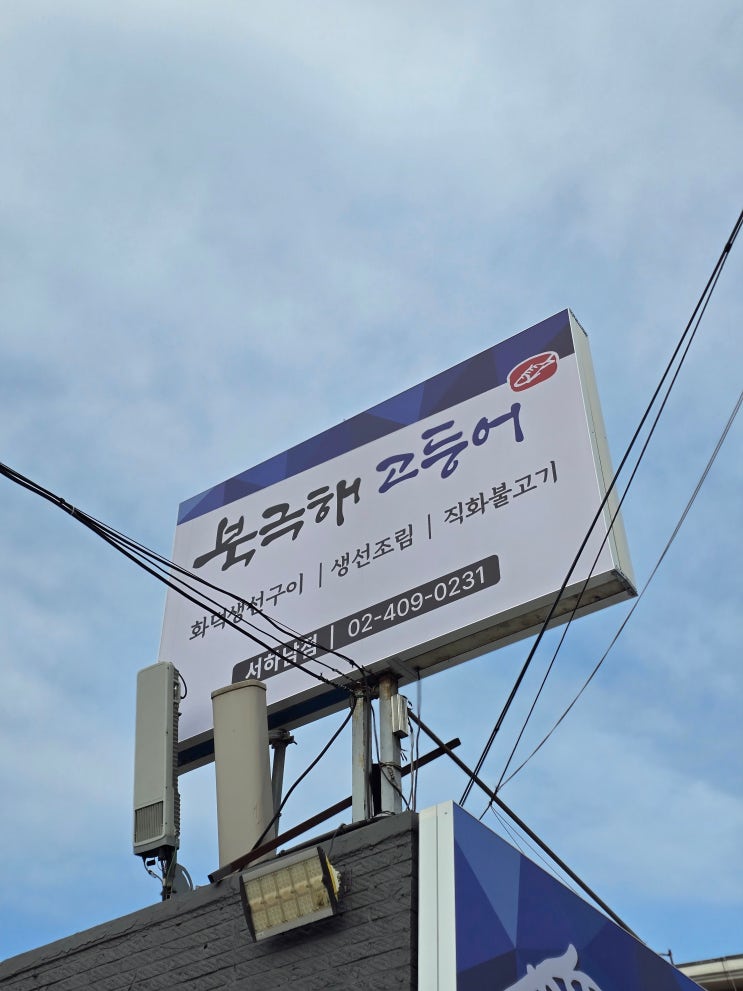 북극해 고등어
화덕생선구이 | 생선조림 | 직화불고기
서하남점 | 02-409-0231